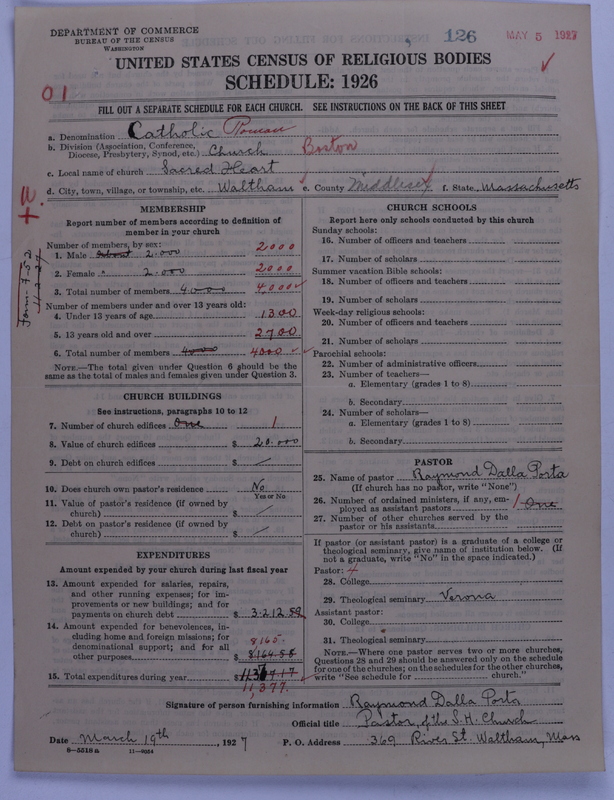 DEPARTMENT OF COMMERCE
BUREAU OF THE CENSUS
WASHINGTON
126
MAY 5 1927
UNITED STATES CENSUS OF RELIGIOUS BODIES
SCHEDULE: 1926
01
FILL OUT A SEPARATE SCHEDULE FOR EACH CHURCH. SEE INSTRUCTIONS ON THE BACK OF THIS SHEET
a. Denomination Catholic Roman
b. Division (Association, Conference, Diocese, Presbytery, Synod, etc.) Church Boston
c. Local name of church Sacred Heart
d. City, town, village, or township, etc. Waltham e. County Middlesex f. State Massachusetts
MEMBERSHIP
Report number of members according to definition of
member in your church
Number of members, by sex:
1. Male about 2.000 2000
2. Female " 2.000 2000
3. Total number of members 4.000 4000
Number of members under and over 13 years old:
4. Under 13 years of age 1300
5. 13 years old and over 2700
6. Total number of members 4000 4000
NOTE.—The total given under Question 6 should be
the same as the total of males and females given under Question 3.
CHURCH BUILDINGS
See instructions, paragraphs 10 to 12
7. Number of church edifices One 1
8. Value of church edifices $ 20.000
9. Debt on church edifices $
10. Does church own pastor's residence No
Yes or No
11. Value of pastor's residence (if owned by
church) $
12. Debt on pastor's residence (if owned by
church) $
EXPENDITURES
Amount expended by your church during last fiscal year
13. Amount expended for salaries, repairs,
and other running expenses; for im-
provements or new buildings; and for
payments on church debt $ 3.212.59
14. Amount expended for benevolences, in-
cluding home and foreign missions; for
denominational support; and for all
other purposes $ 8164.58
8165-
15. Total expenditures during year $ 11377.17
11.377.
CHURCH SCHOOLS
Report here only schools conducted by this church
Sunday schools:
16. Number of officers and teachers
17. Number of scholars
Summer vacation Bible schools:
18. Number of officers and teachers
19. Number of scholars
Week-day religious schools:
20. Number of officers and teachers
21. Number of scholars
Parochial schools:
22. Number of administrative officers
23. Number of teachers—
a. Elementary (grades 1 to 8)
b. Secondary
24. Number of scholars—
a. Elementary (grades 1 to 8)
b. Secondary
PASTOR
25. Name of pastor Raymond Dalla Porta
(If church has no pastor, write "None")
26. Number of ordained ministers, if any, em-
ployed as assistant pastors 1 One
27. Number of other churches served by the
pastor or his assistants
If pastor (or assistant pastor) is a graduate of a college or
theological seminary, give name of institution below. (If
not a graduate, write "No" in the space indicated.)
Pastor: 4
28. College
29. Theological seminary Verona
Assistant pastor:
30. College
31. Theological seminary
NOTE.—Where one pastor serves two or more churches,
Questions 28 and 29 should be answered only on the schedule
for one of the churches; on the schedules for the other churches,
write "See schedule for church."
Signature of person furnishing information Raymond Dalla Porta
Official title Pastor of the S.H. Church
Date March 19th, 1927 P. O. Address 369 River St. Waltham, Mass
8—5518a 11—9054